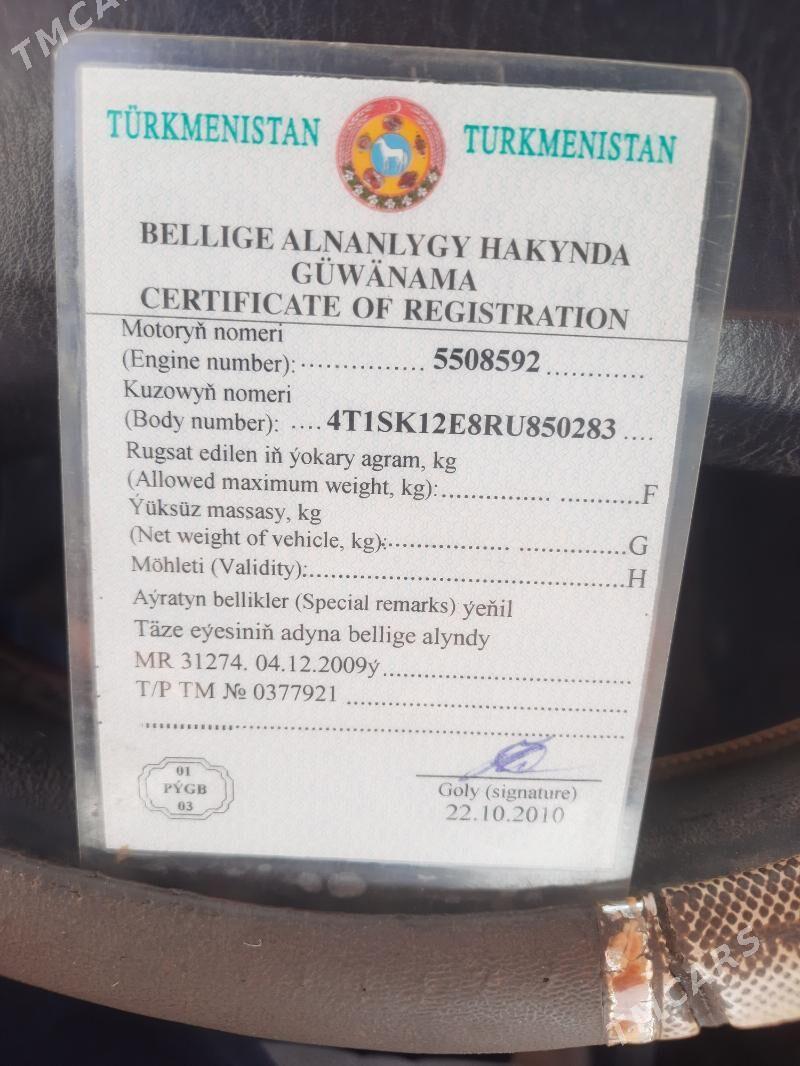 TMCARS
TÜRKMENISTAN TURKMENISTAN
BELLIGE ALNANLYGY HAKYNDA
GÜWÄNAMA
CERTIFICATE OF REGISTRATION
Motoryň nomeri
(Engine number): ................ 5508592 ............
Kuzowyň nomeri
(Body number): .... 4T1SK12E8RU850283 ....
Rugsat edilen iň ýokary agram, kg
(Allowed maximum weight, kg):.............. ..........F
Ýüksüz massasy, kg
(Net weight of vehicle, kg):................ ..............G
Möhleti (Validity):..........................................H
Aýratyn bellikler (Special remarks) ýeňil
Täze eýesiniň adyna bellige alyndy
MR 31274. 04.12.2009ý................................
T/P TM № 0377921 ....................................
01
PÝGB
03
Goly (signature)
22.10.2010
TMCARS